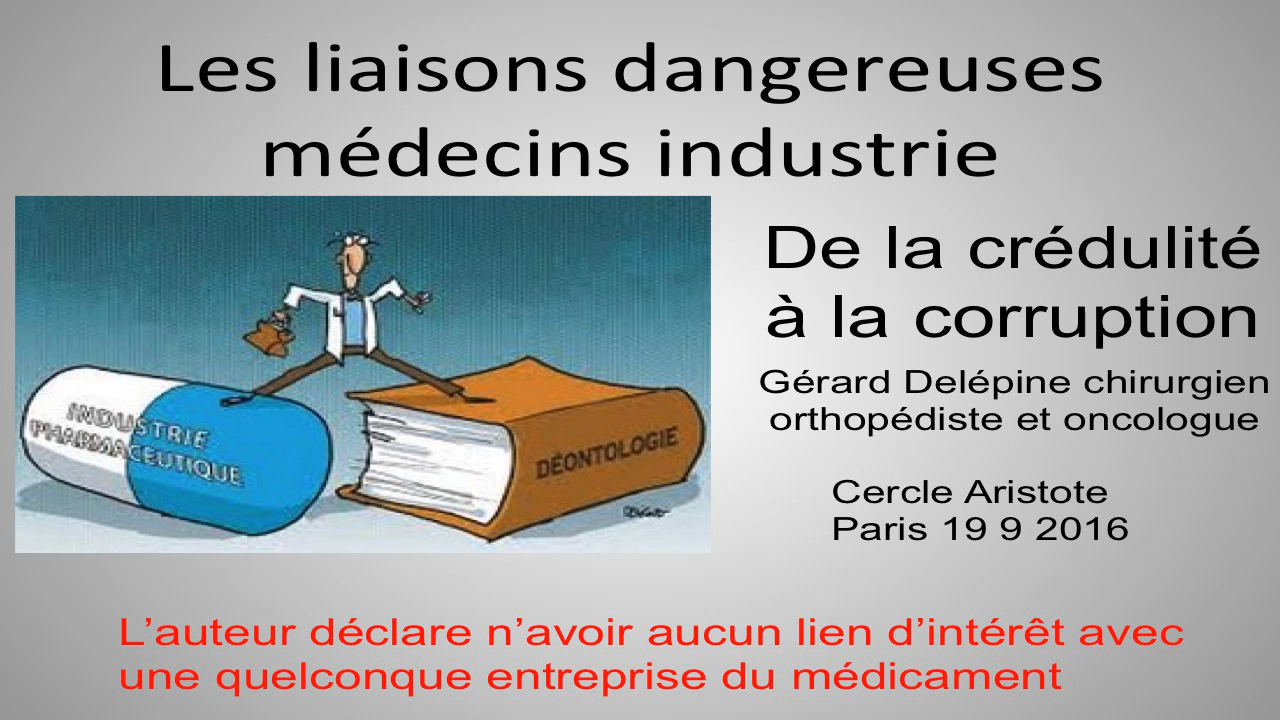 Les liaisons dangereuses
médecins industrie
INDUSTRIE
PHARMACEUTIQUE
DÉONTOLOGIE
De la crédulité
à la corruption
Gérard Delépine chirurgien
orthopédiste et oncologue
Cercle Aristote
Paris 19 9 2016
L’auteur déclare n’avoir aucun lien d’intérêt avec
une quelconque entreprise du médicament